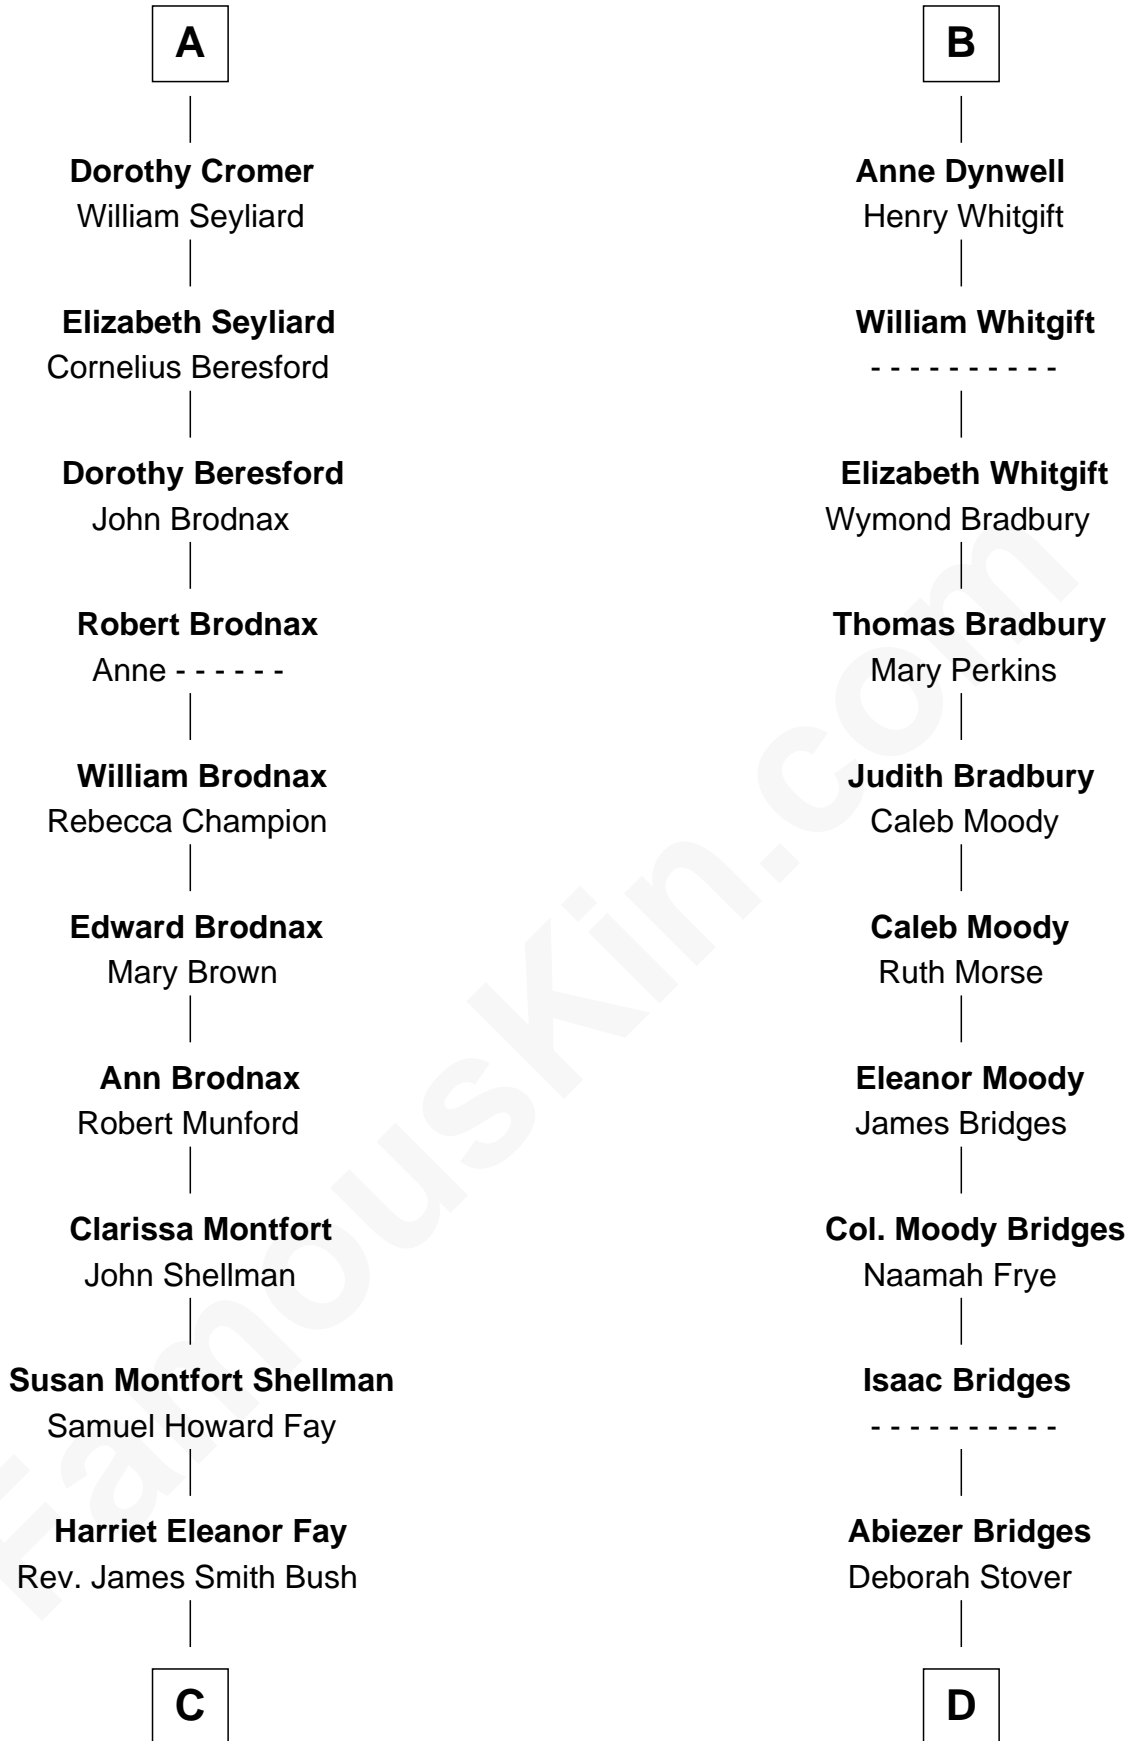 A
Dorothy Cromer
William Seyliard
Elizabeth Seyliard
Cornelius Beresford
Dorothy Beresford
John Brodnax
Robert Brodnax
Anne - - - - - -
William Brodnax
Rebecca Champion
Edward Brodnax
Mary Brown
Ann Brodnax
Robert Munford
Clarissa Montfort
John Shellman
Susan Montfort Shellman
Samuel Howard Fay
Harriet Eleanor Fay
Rev. James Smith Bush
C
B
Anne Dynwell
Henry Whitgift
William Whitgift
- - - - - - - - - -
Elizabeth Whitgift
Wymond Bradbury
Thomas Bradbury
Mary Perkins
Judith Bradbury
Caleb Moody
Caleb Moody
Ruth Morse
Eleanor Moody
James Bridges
Col. Moody Bridges
Naamah Frye
Isaac Bridges
- - - - - - - - - -
Abiezer Bridges
Deborah Stover
D
FamousKin.com